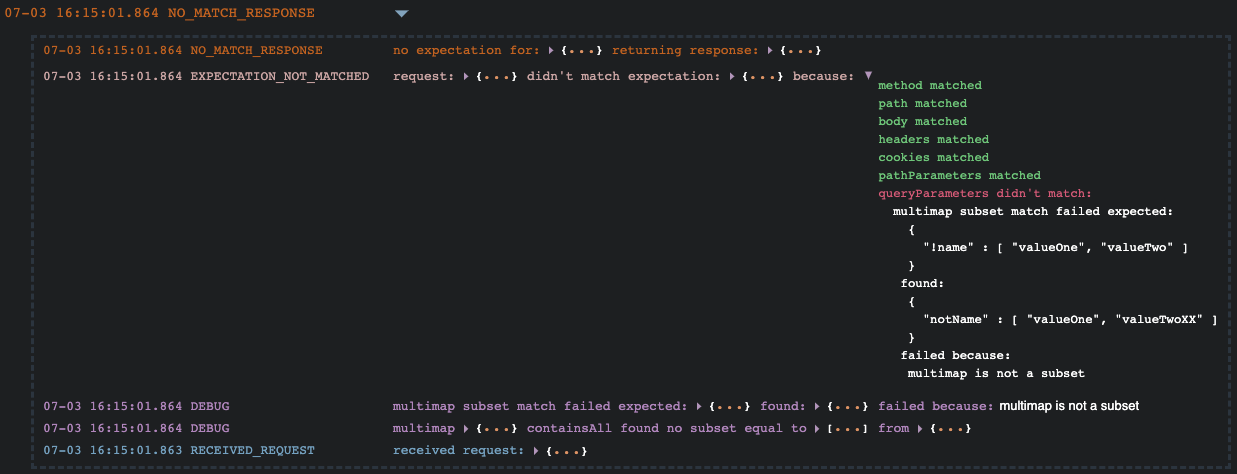 07-03 16:15:01.864 NO_MATCH_RESPONSE
07-03 16:15:01.864 NO_MATCH_RESPONSE no expectation for: {...} returning response: {...}
07-03 16:15:01.864 EXPECTATION_NOT_MATCHED request: {...} didn't match expectation: {...} because:
method matched
path matched
body matched
headers matched
cookies matched
pathParameters matched
queryParameters didn't match:
multimap subset match failed expected:
{
"!name" : [ "valueOne", "valueTwo" ]
}
found:
{
"notName" : [ "valueOne", "valueTwoXX" ]
}
failed because:
multimap is not a subset
07-03 16:15:01.864 DEBUG multimap subset match failed expected: {...} found: {...} failed because: multimap is not a subset
07-03 16:15:01.864 DEBUG multimap {...} containsAll found no subset equal to [...] from {...}
07-03 16:15:01.863 RECEIVED_REQUEST received request: {...}